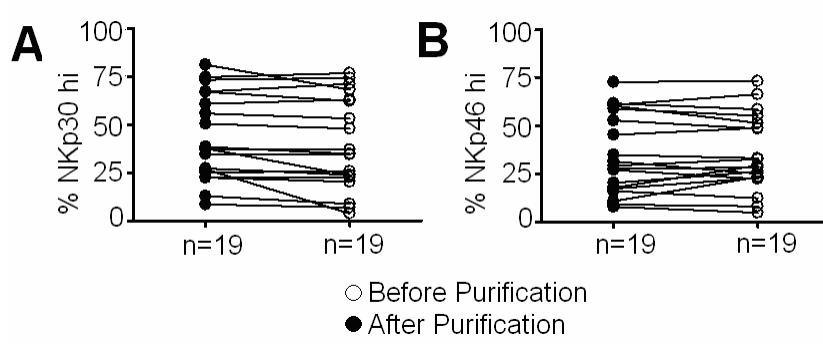 A
% NKp30 hi
100
75
50
25
0
n=19 n=19
B
% NKp46 hi
100
75
50
25
0
n=19 n=19
Before Purification
After Purification